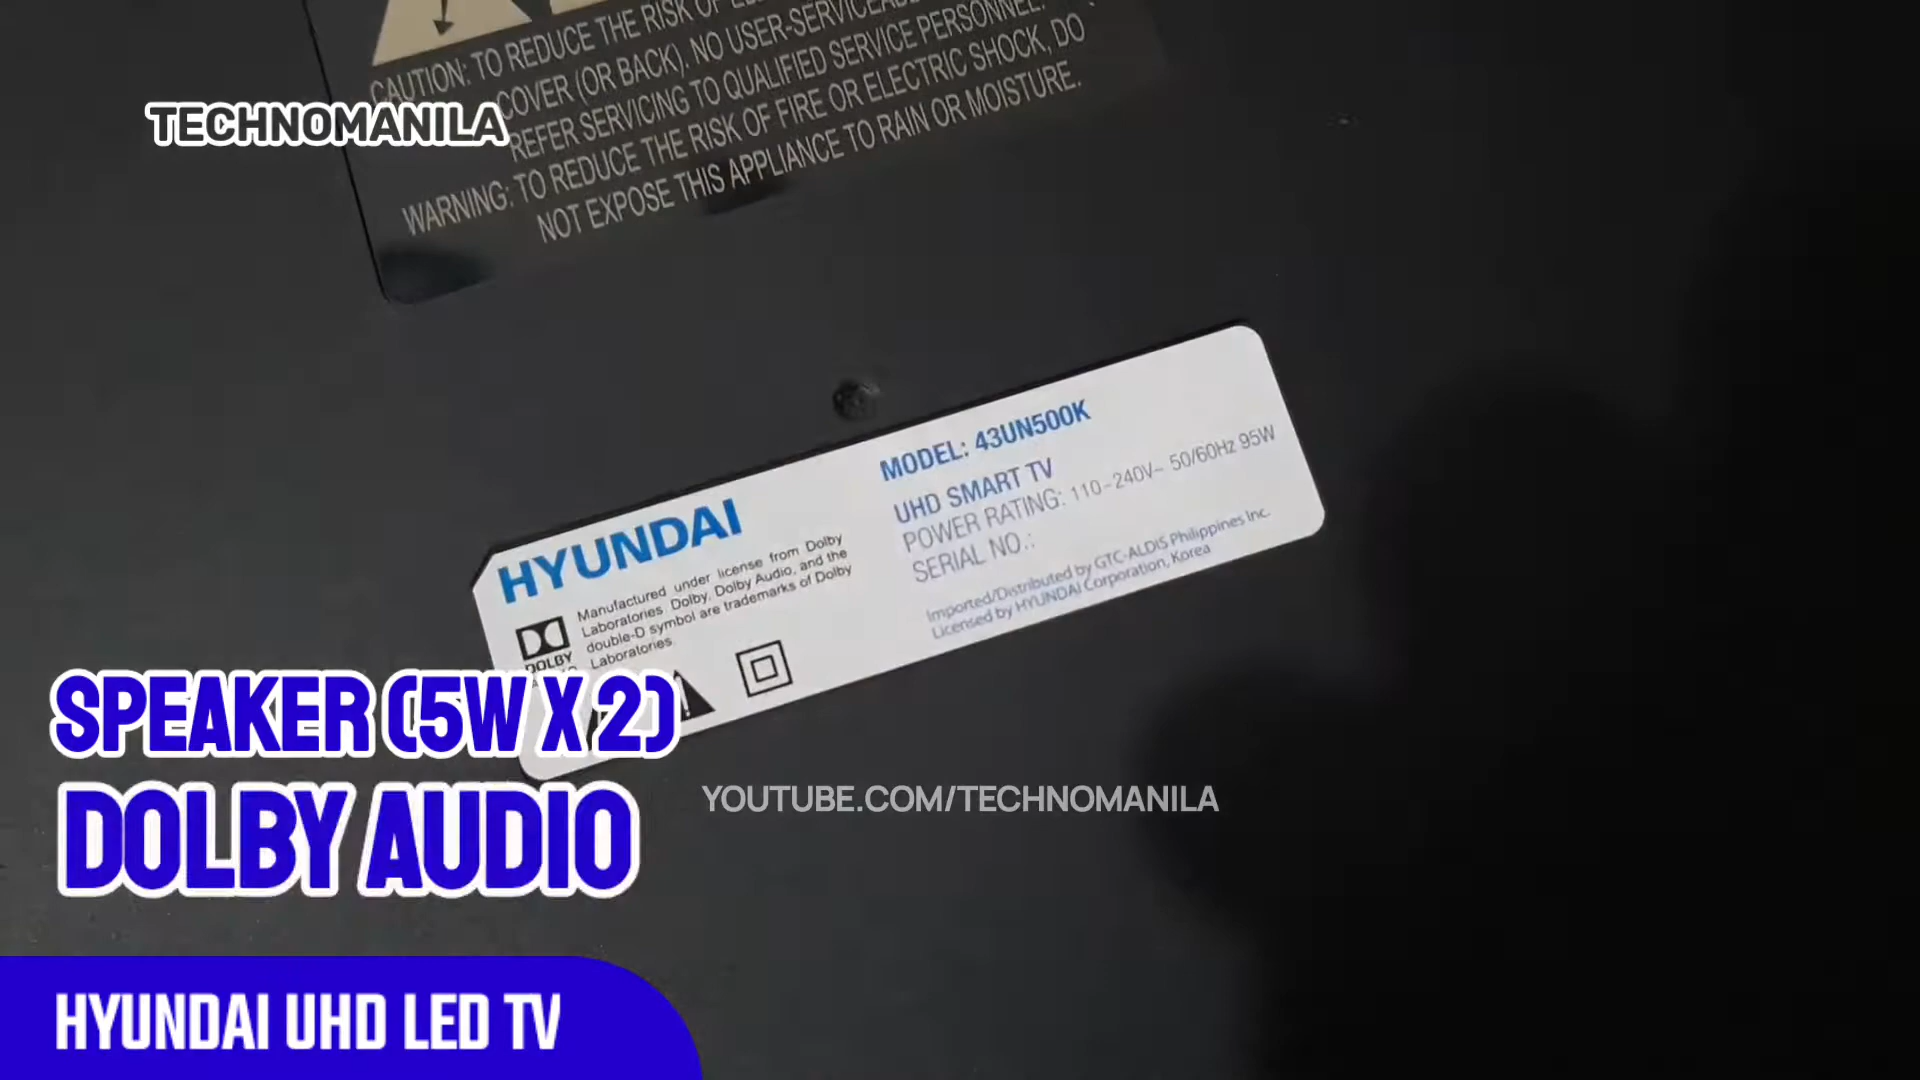 CAUTION: TO REDUCE THE RISK OF
COVER (OR BACK). NO USER-SERVICEABLE
REFER SERVICING TO QUALIFIED SERVICE PERSONNEL.
WARNING: TO REDUCE THE RISK OF FIRE OR ELECTRIC SHOCK, DO
NOT EXPOSE THIS APPLIANCE TO RAIN OR MOISTURE.
TECHNOMANILA
HYUNDAI
Manufactured under license from Dolby
Laboratories. Dolby, Dolby Audio, and the
double-D symbol are trademarks of Dolby
Laboratories.
DOLBY
MODEL: 43UN500K
UHD SMART TV
POWER RATING: 110-240V~ 50/60Hz 95W
SERIAL NO.:
Imported/Distributed by GTC-ALDIS Philippines Inc.
Licensed by HYUNDAI Corporation, Korea
SPEAKER (5W X 2)
DOLBY AUDIO
YOUTUBE.COM/TECHNOMANILA
HYUNDAI UHD LED TV